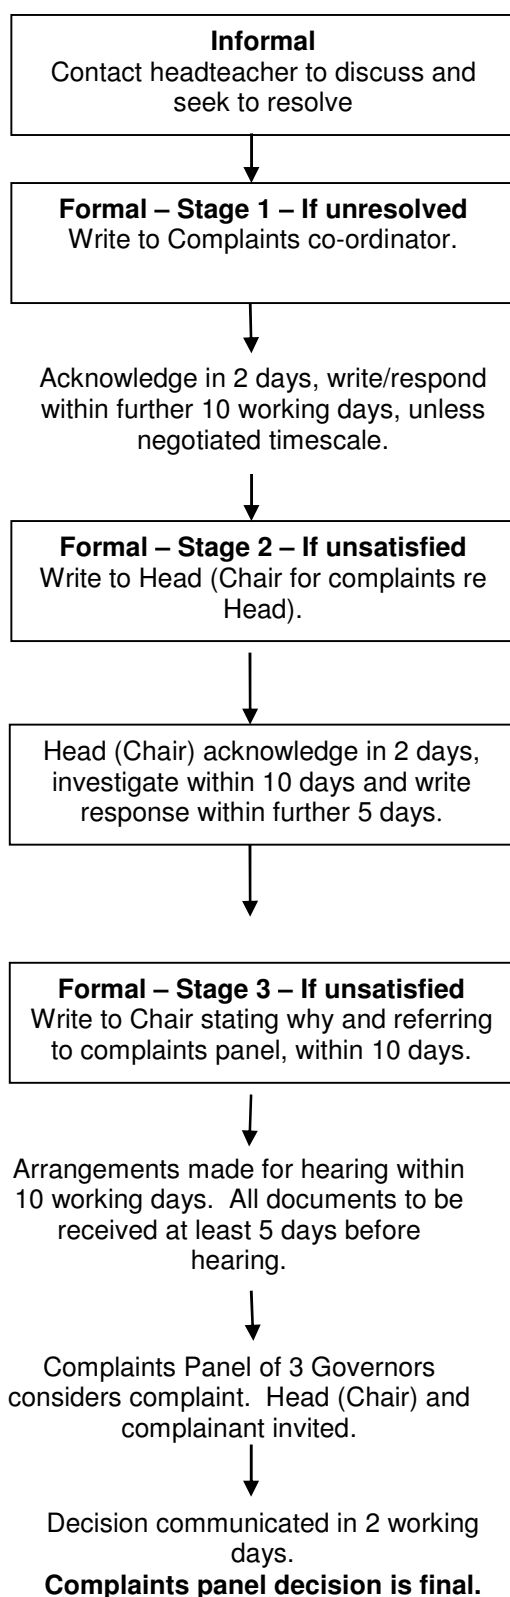 Informal
Contact headteacher to discuss and
seek to resolve
Formal – Stage 1 – If unresolved
Write to Complaints co-ordinator.
Acknowledge in 2 days, write/respond
within further 10 working days, unless
negotiated timescale.
Formal – Stage 2 – If unsatisfied
Write to Head (Chair for complaints re
Head).
Head (Chair) acknowledge in 2 days,
investigate within 10 days and write
response within further 5 days.
Formal – Stage 3 – If unsatisfied
Write to Chair stating why and referring
to complaints panel, within 10 days.
Arrangements made for hearing within
10 working days.  All documents to be
received at least 5 days before
hearing.
Complaints Panel of 3 Governors
considers complaint.  Head (Chair) and
complainant invited.
Decision communicated in 2 working
days.
Complaints panel decision is final.